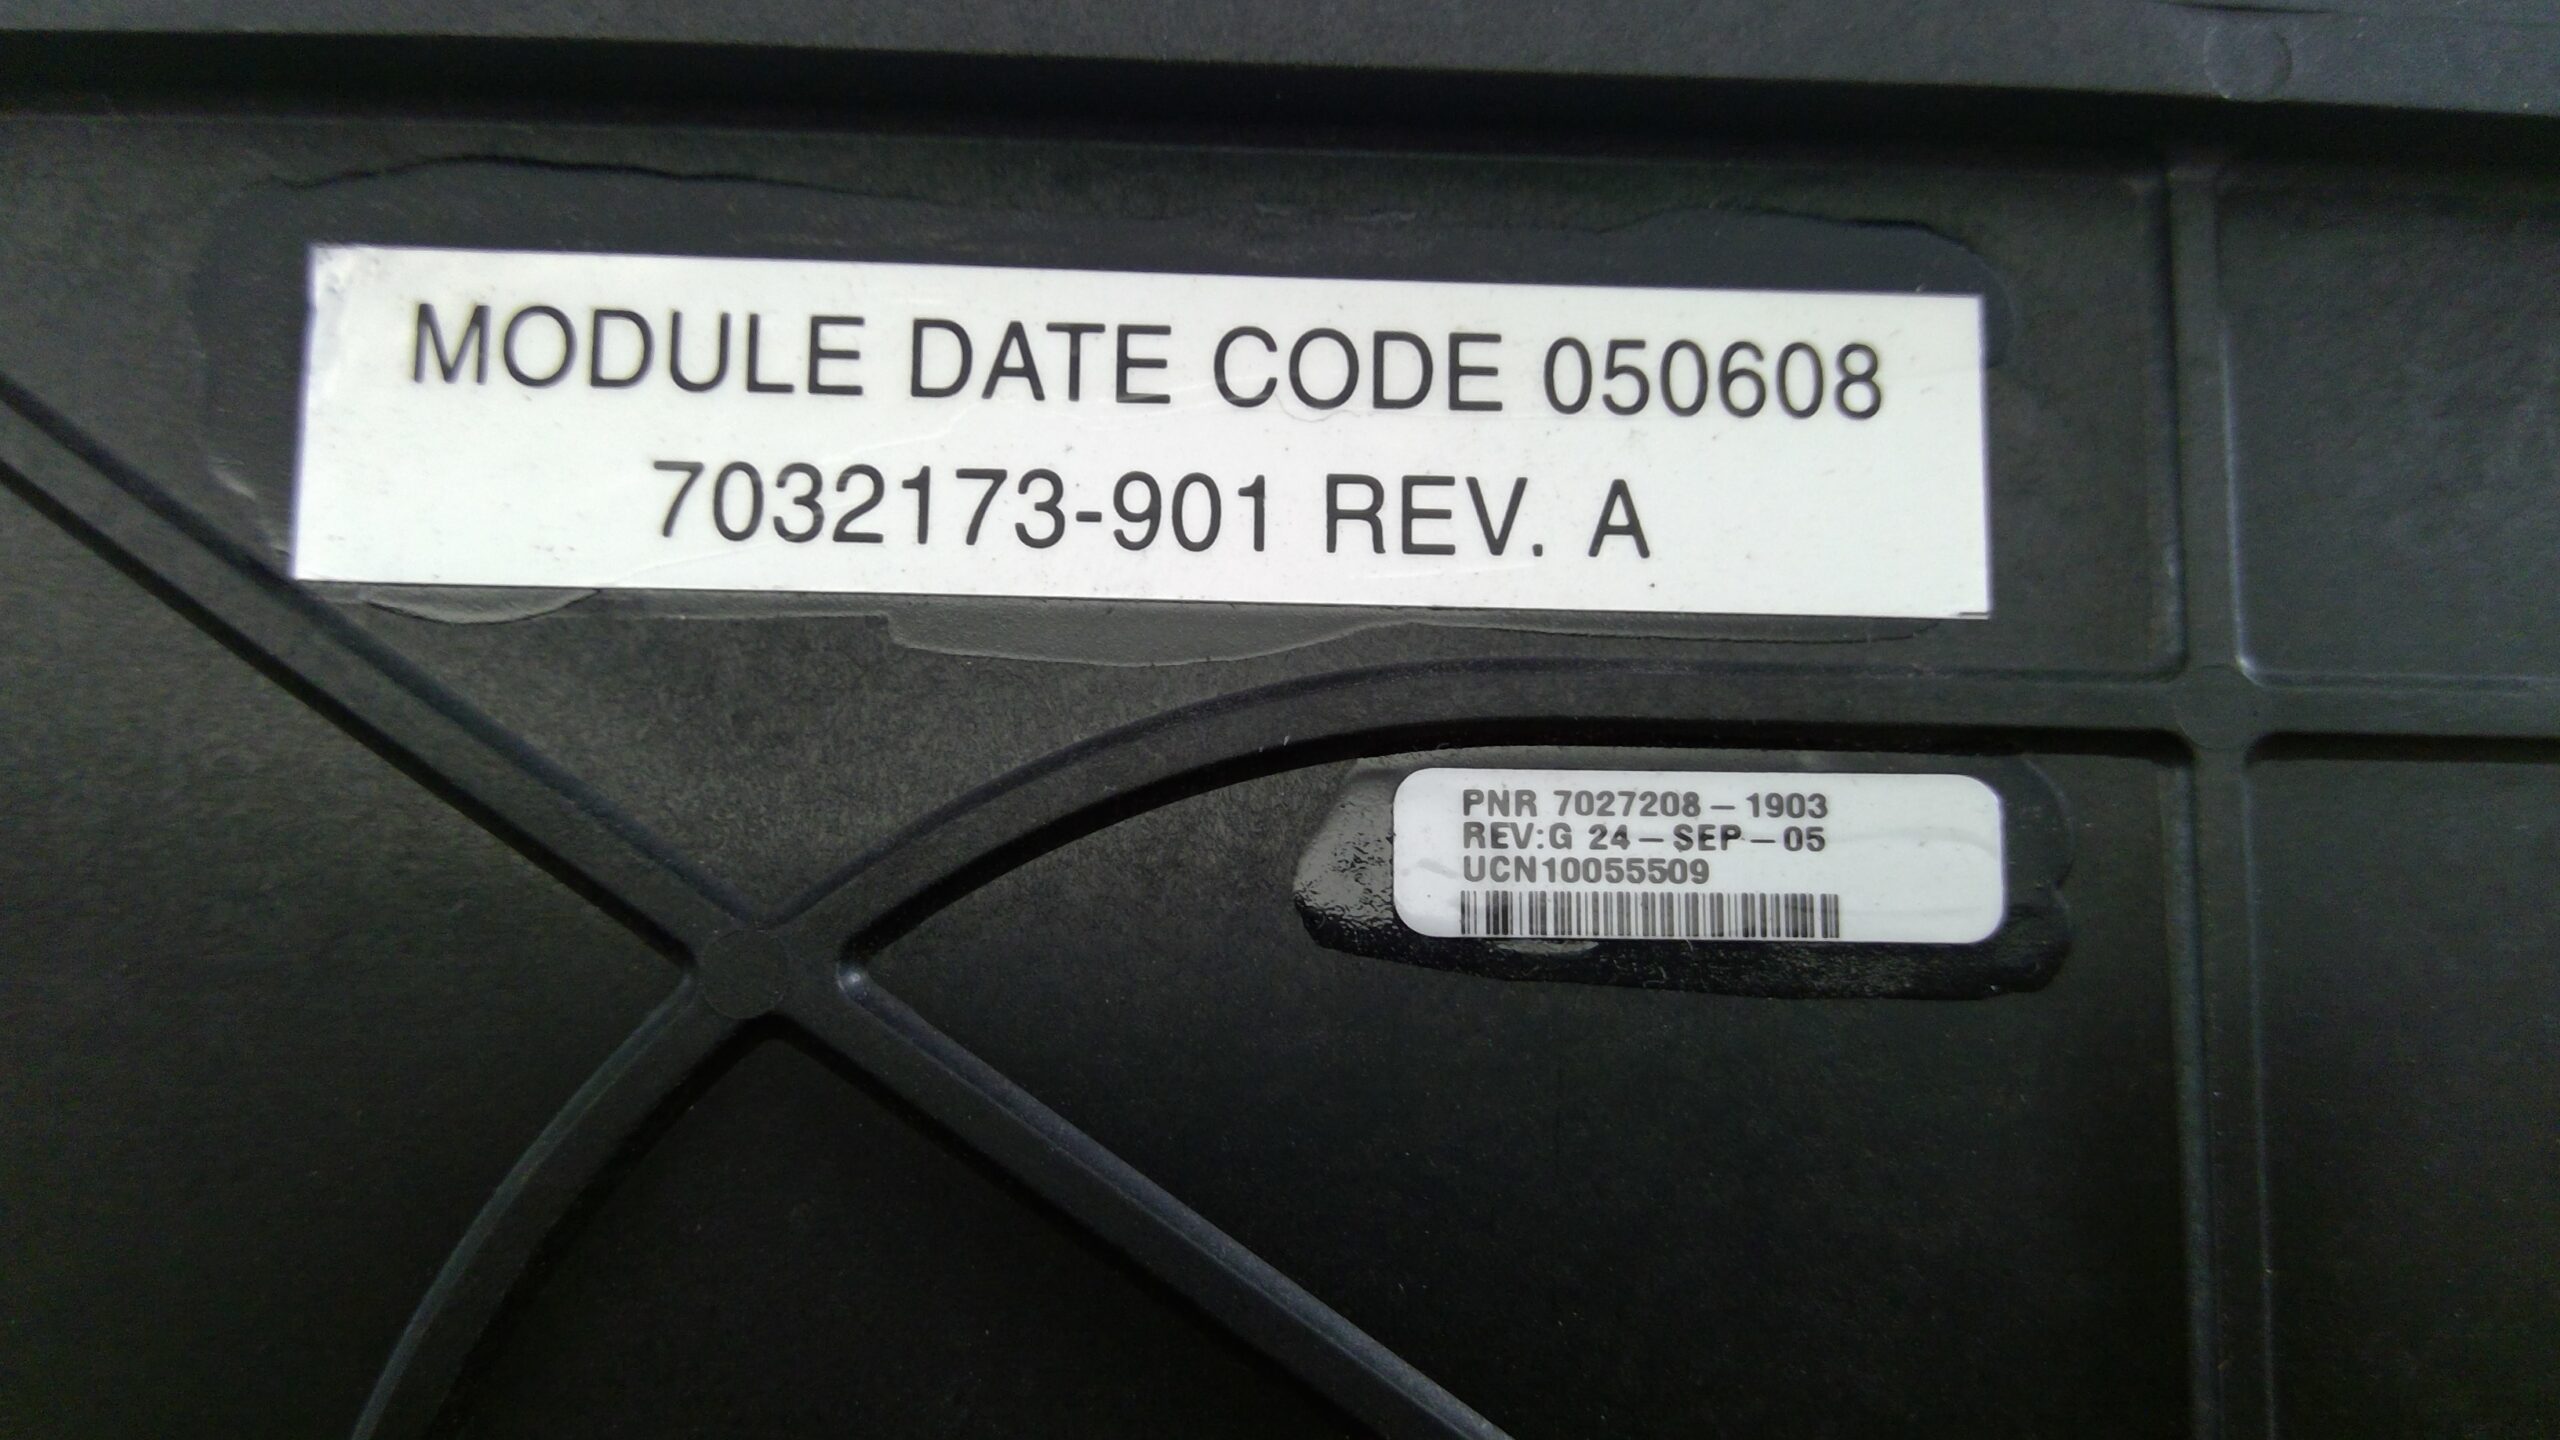 MODULE DATE CODE 050608
7032173-901 REV. A
PNR 7027208-1903
REV:G 24-SEP-05
UCN10055509